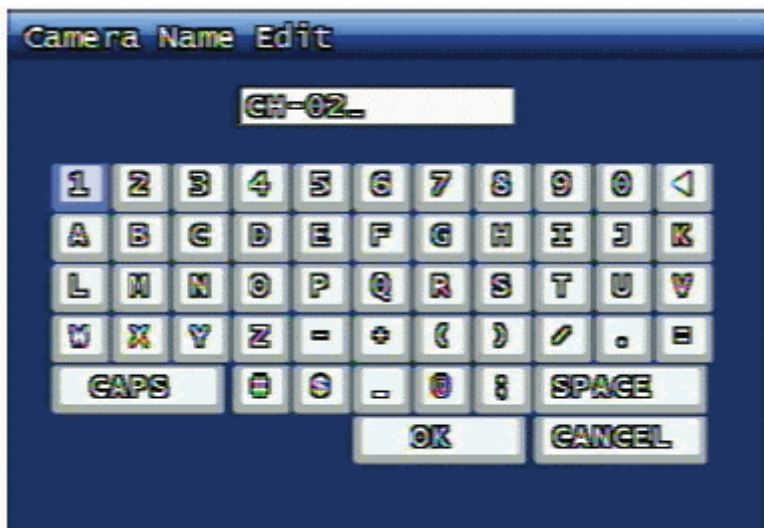 Camera Name Edit
CH-02_
1 2 3 4 5 6 7 8 9 0
A B C D E F G H I J K
L M N O P Q R S T U V
W X Y Z - + ( ) / . =
CAPS # $ _ @ : SPACE
OK CANCEL